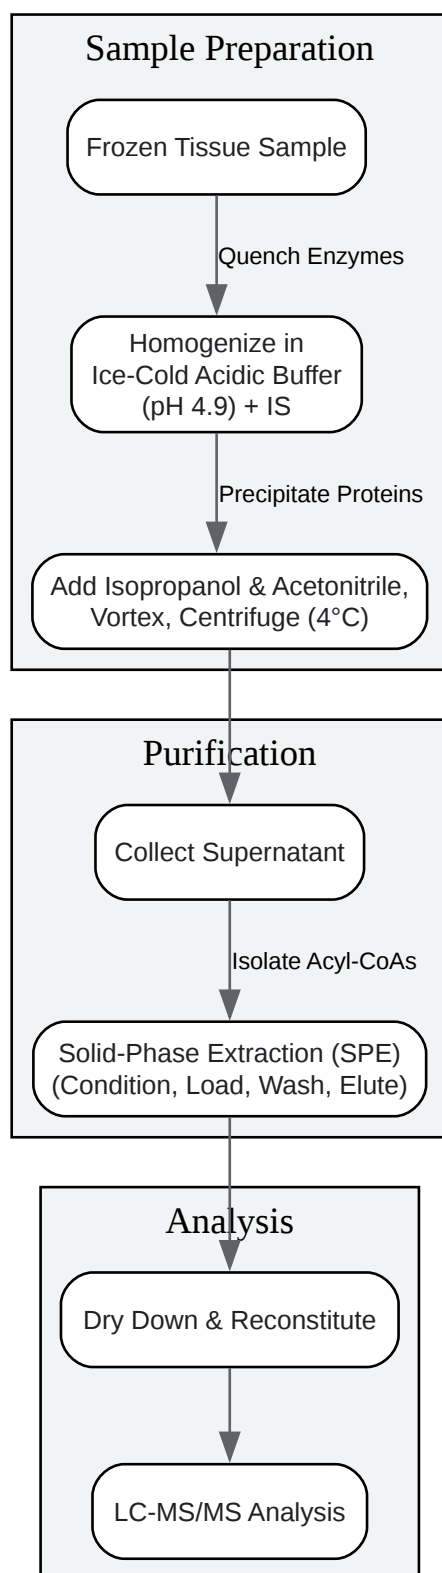 Sample Preparation
Frozen Tissue Sample
Quench Enzymes
Homogenize in
Ice-Cold Acidic Buffer
(pH 4.9) + IS
Precipitate Proteins
Add Isopropanol & Acetonitrile,
Vortex, Centrifuge (4°C)
Purification
Collect Supernatant
Isolate Acyl-CoAs
Solid-Phase Extraction (SPE)
(Condition, Load, Wash, Elute)
Analysis
Dry Down & Reconstitute
LC-MS/MS Analysis